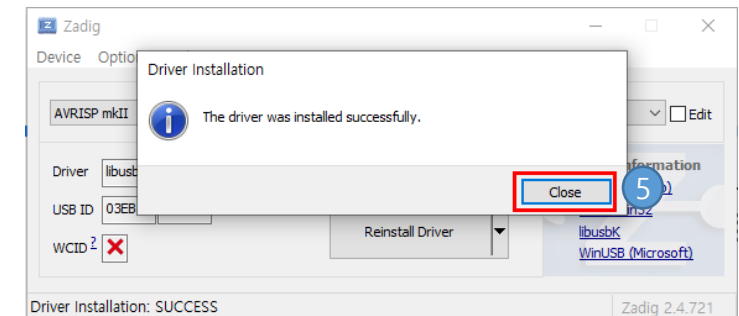 Zadig
Device
Driver Installation
The driver was installed successfully.
AVRISP mkII
Edit
Close
5
Driver
USB ID 03EB
WCID ?
Reinstall Driver
libusbK
WinUSB (Microsoft)
Driver Installation: SUCCESS
Zadig 2.4.721